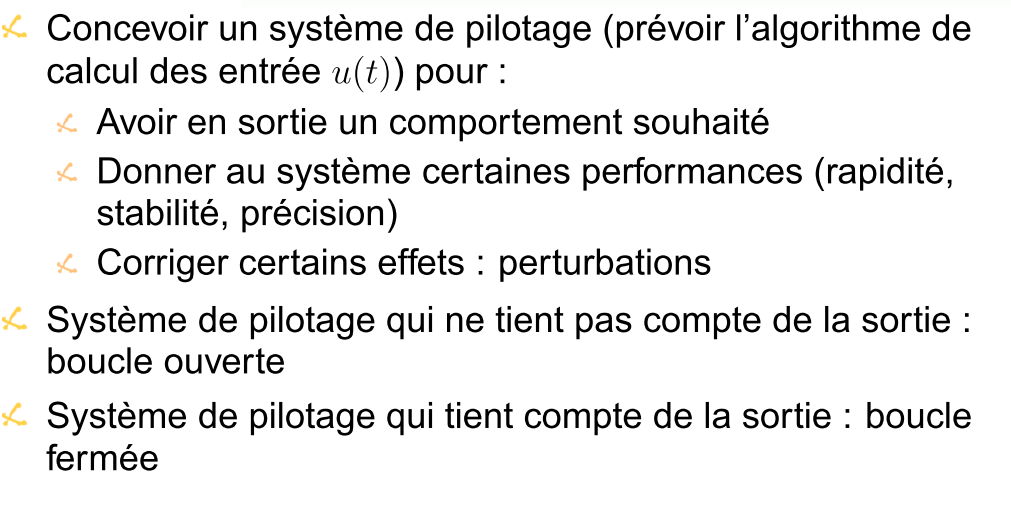 Concevoir un système de pilotage (prévoir l’algorithme de
calcul des entrée u(t)) pour :
Avoir en sortie un comportement souhaité
Donner au système certaines performances (rapidité,
stabilité, précision)
Corriger certains effets : perturbations
Système de pilotage qui ne tient pas compte de la sortie :
boucle ouverte
Système de pilotage qui tient compte de la sortie : boucle
fermée